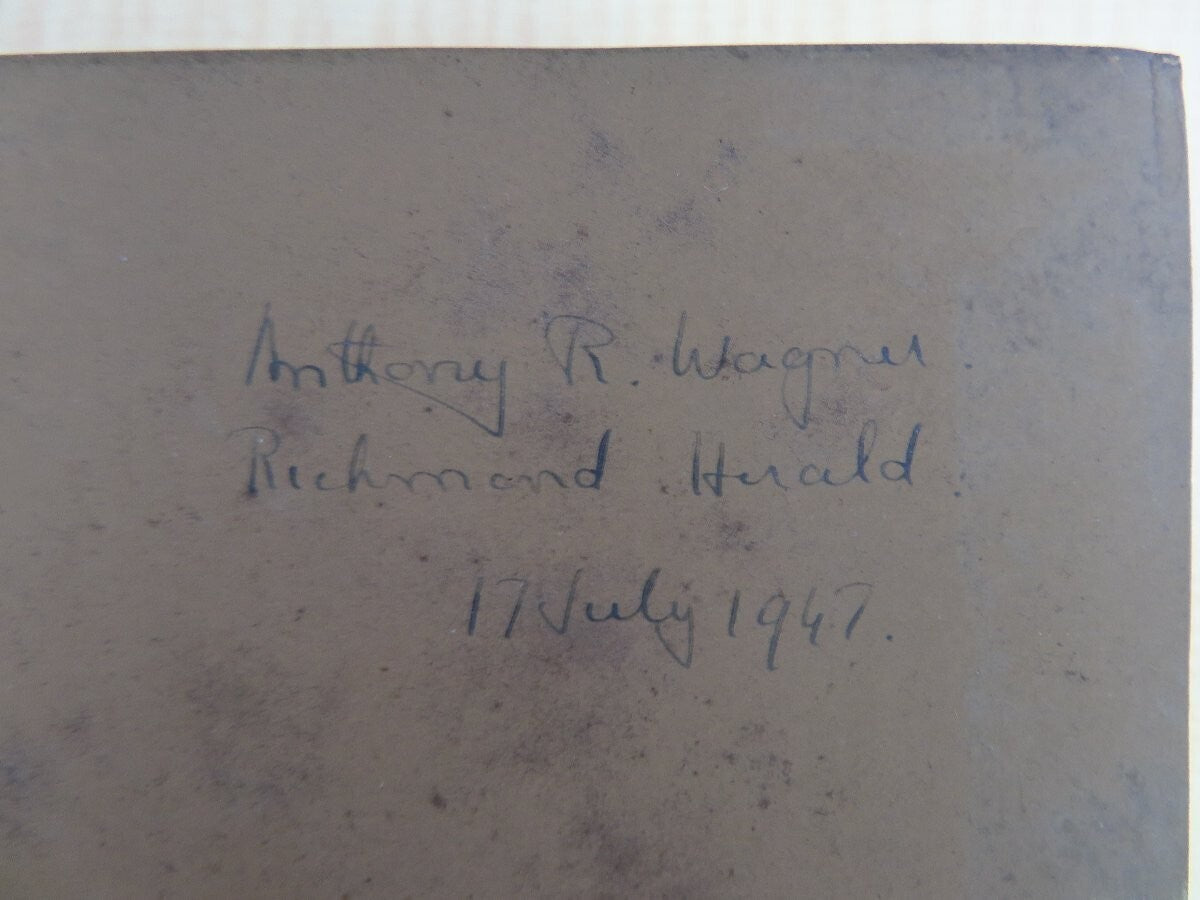 Anthony R. Wagner.
Richmond Herald.
17 July 1947.